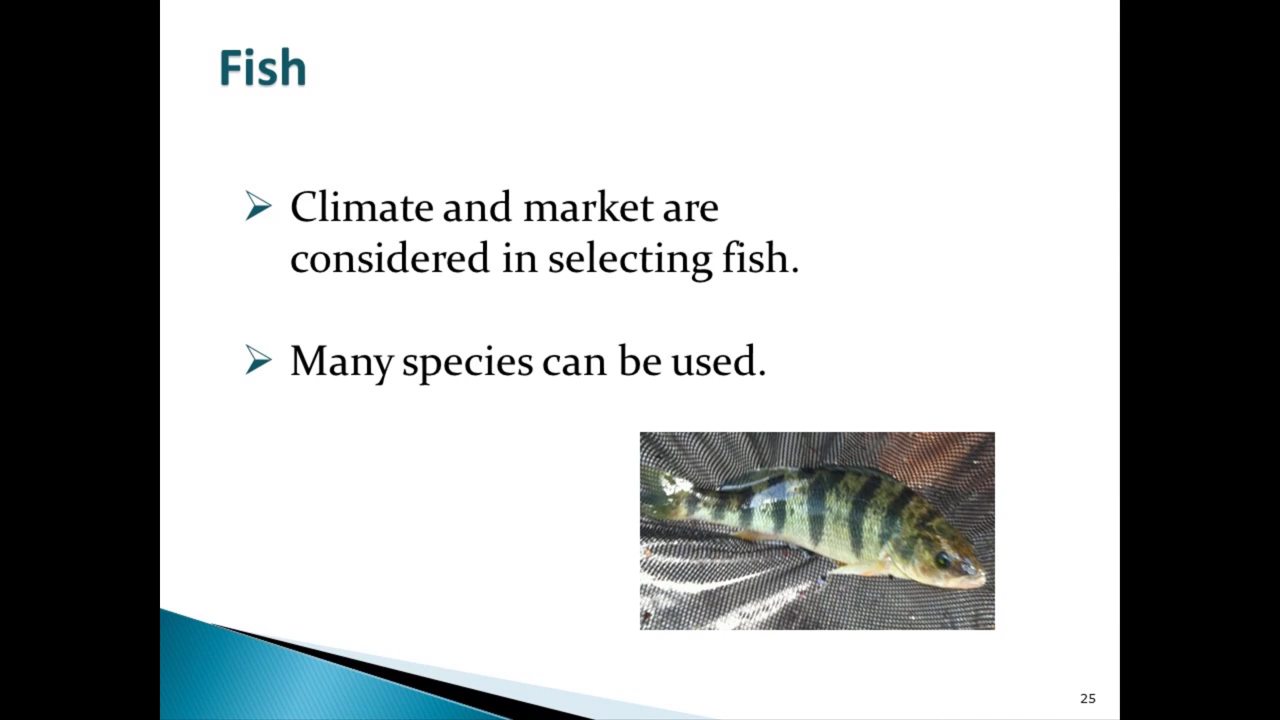 Fish
Climate and market are
considered in selecting fish.
Many species can be used.
25